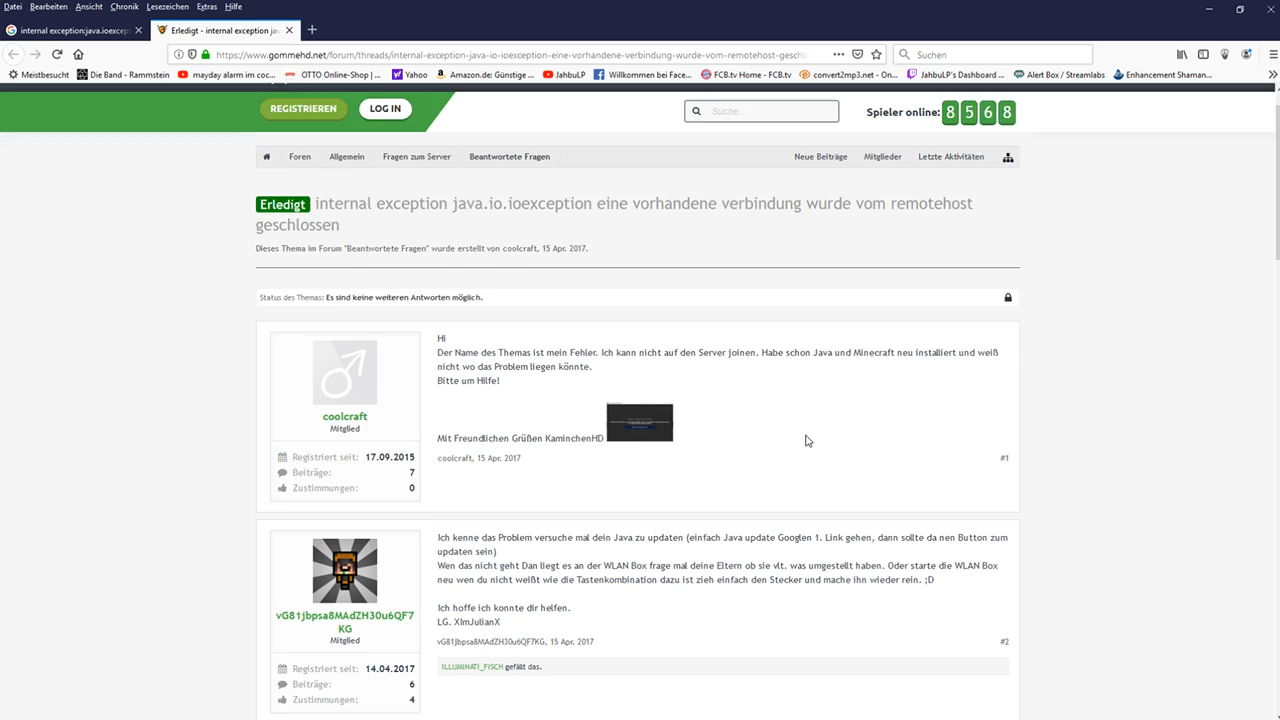 Datei Bearbeiten Ansicht Chronik Lesezeichen Extras Hilfe
internal exception:java.ioexcept
Erledigt - internal exception jav
https://www.gommehd.net/forum/threads/internal-exception-java-io-ioexception-eine-vorhandene-verbindung-wurde-vom-remotehost-gesch
Suchen
Meistbesucht Die Band - Rammstein mayday alarm im coc... OTTO Online-Shop |... Yahoo Amazon.de: Günstige ... JahbuLP Willkommen bei Face... FCB.tv Home - FCB.tv convert2mp3.net - On... JahbuLP's Dashboard ... Alert Box / Streamlabs Enhancement Shaman...
REGISTRIEREN LOG IN
Suche...
Spieler online: 8 5 6 8
Foren Allgemein Fragen zum Server Beantwortete Fragen
Neue Beiträge Mitglieder Letzte Aktivitäten
Erledigt internal exception java.io.ioexception eine vorhandene verbindung wurde vom remotehost
geschlossen
Dieses Thema im Forum "Beantwortete Fragen" wurde erstellt von coolcraft, 15 Apr. 2017.
Status des Themas: Es sind keine weiteren Antworten möglich.
coolcraft
Mitglied
Registriert seit: 17.09.2015
Beiträge: 7
Zustimmungen: 0
Hi
Der Name des Themas ist mein Fehler. Ich kann nicht auf den Server joinen. Habe schon Java und Minecraft neu installiert und weiß
nicht wo das Problem liegen könnte.
Bitte um Hilfe!
Mit Freundlichen Grüßen KaminchenHD
coolcraft, 15 Apr. 2017
#1
vG81jbpsa8MAdZH30u6QF7
KG
Mitglied
Registriert seit: 14.04.2017
Beiträge: 6
Zustimmungen: 4
Ich kenne das Problem versuche mal dein Java zu updaten (einfach Java update Googlen 1. Link gehen, dann sollte da nen Button zum
updaten sein)
Wen das nicht geht Dan liegt es an der WLAN Box frage mal deine Eltern ob sie vlt. was umgestellt haben. Oder starte die WLAN Box
neu wen du nicht weißt wie die Tastenkombination dazu ist zieh einfach den Stecker und mache ihn wieder rein. ;D
Ich hoffe ich konnte dir helfen.
LG. XImJulianX
vG81jbpsa8MAdZH30u6QF7KG, 15 Apr. 2017
#2
ILLUMINATI_FISCH gefällt das.